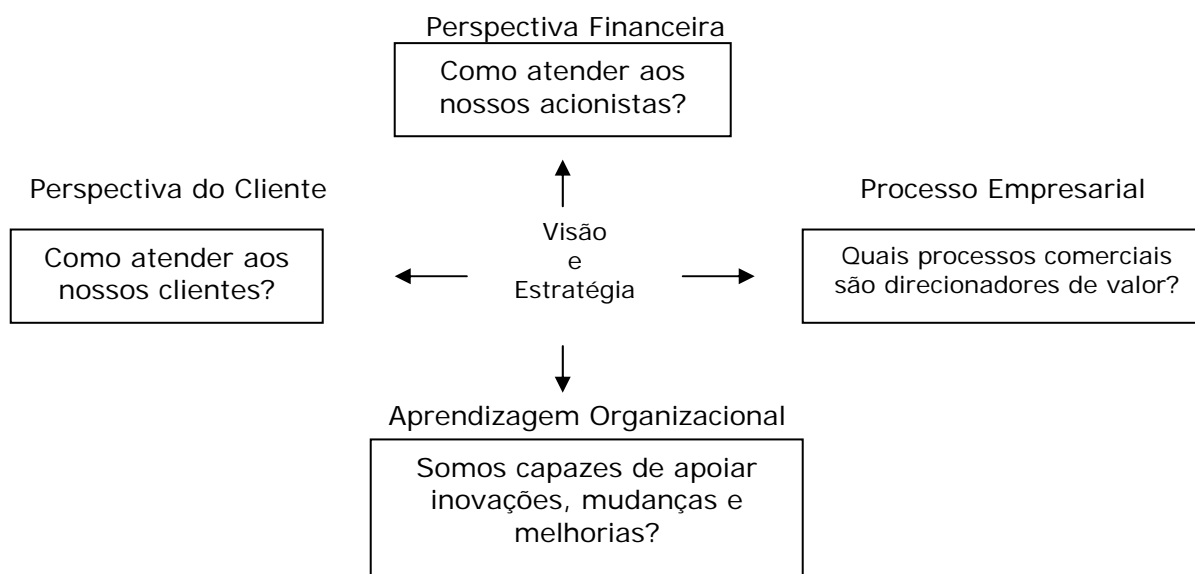 Perspectiva Financeira
Como atender aos
nossos acionistas?
Perspectiva do Cliente
Como atender aos
nossos clientes?
Visão
e
Estratégia
Processo Empresarial
Quais processos comerciais
são direcionadores de valor?
Aprendizagem Organizacional
Somos capazes de apoiar
inovações, mudanças e
melhorias?